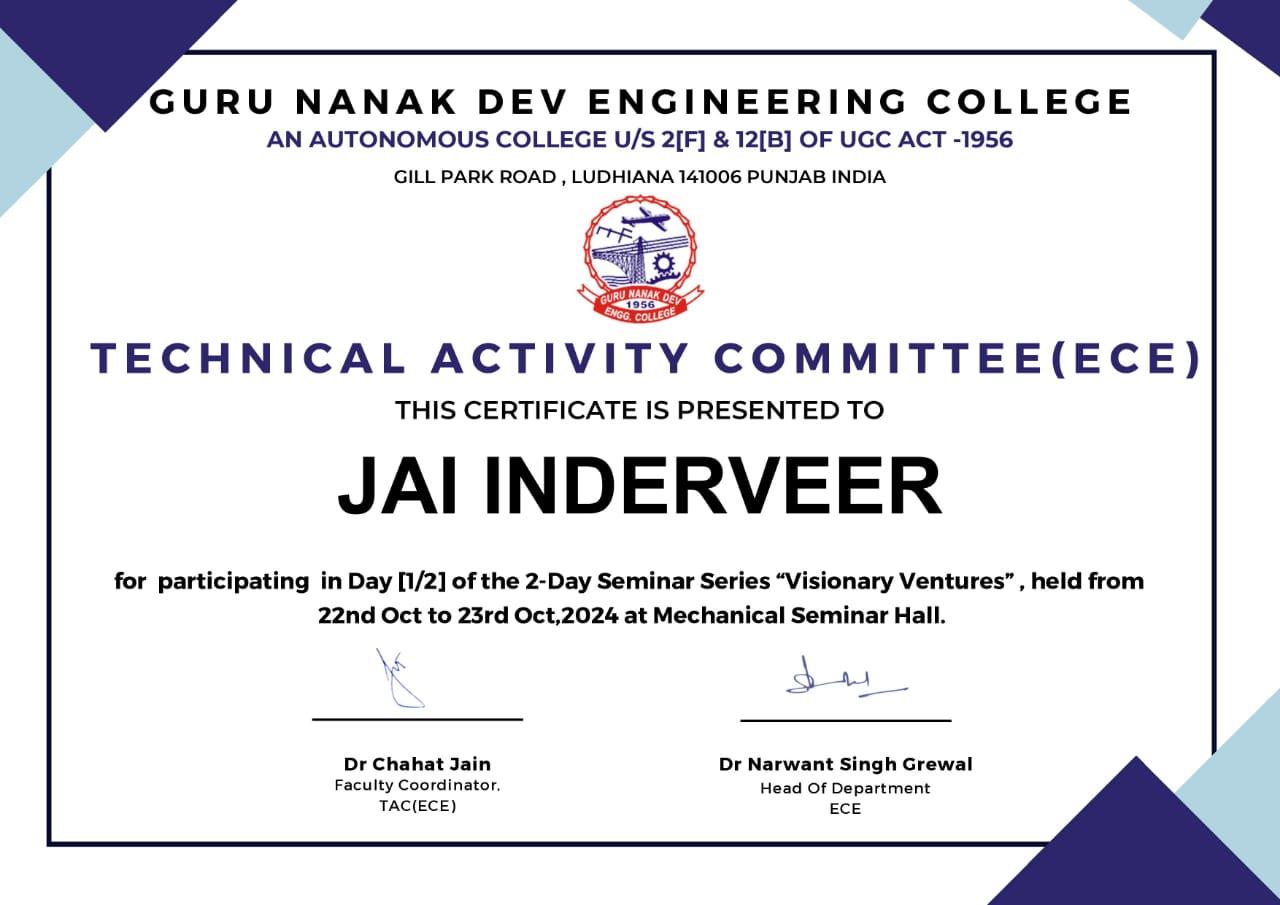 GURU NANAK DEV ENGINEERING COLLEGE
AN AUTONOMOUS COLLEGE U/S 2[F] & 12[B] OF UGC ACT -1956
GILL PARK ROAD , LUDHIANA 141006 PUNJAB INDIA
GURU NANAK DEV
1956
ENGG. COLLEGE
TECHNICAL ACTIVITY COMMITTEE(ECE)
THIS CERTIFICATE IS PRESENTED TO
JAI INDERVEER
for participating in Day [1/2] of the 2-Day Seminar Series “Visionary Ventures” , held from
22nd Oct to 23rd Oct,2024 at Mechanical Seminar Hall.
Dr Chahat Jain
Faculty Coordinator.
TAC(ECE)
Dr Narwant Singh Grewal
Head Of Department
ECE